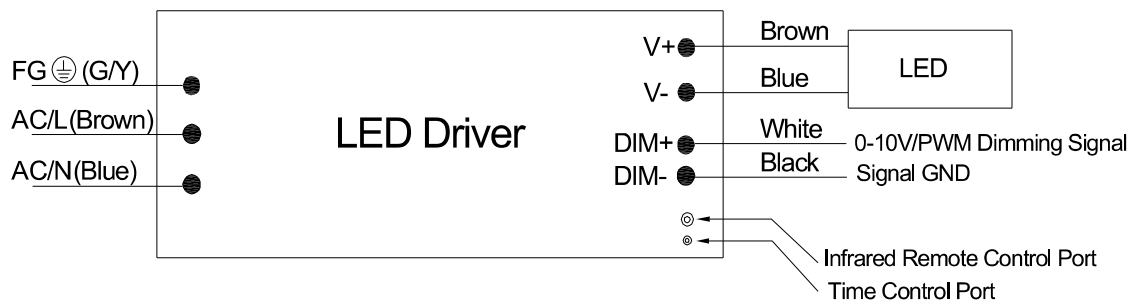 FG ⏚ (G/Y)
AC/L(Brown)
AC/N(Blue)
LED Driver
V+
Brown
V-
Blue
LED
DIM+
White
0-10V/PWM Dimming Signal
DIM-
Black
Signal GND
Infrared Remote Control Port
Time Control Port